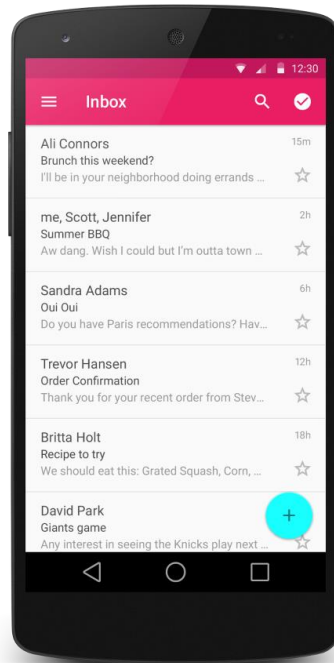 12:30
Inbox
Ali Connors 15m
Brunch this weekend?
I'll be in your neighborhood doing errands ...
me, Scott, Jennifer 2h
Summer BBQ
Aw dang. Wish I could but I'm outta town ...
Sandra Adams 6h
Oui Oui
Do you have Paris recommendations? Hav...
Trevor Hansen 12h
Order Confirmation
Thank you for your recent order from Stev...
Britta Holt 18h
Recipe to try
We should eat this: Grated Squash, Corn, ...
David Park
Giants game
Any interest in seeing the Knicks play next ...